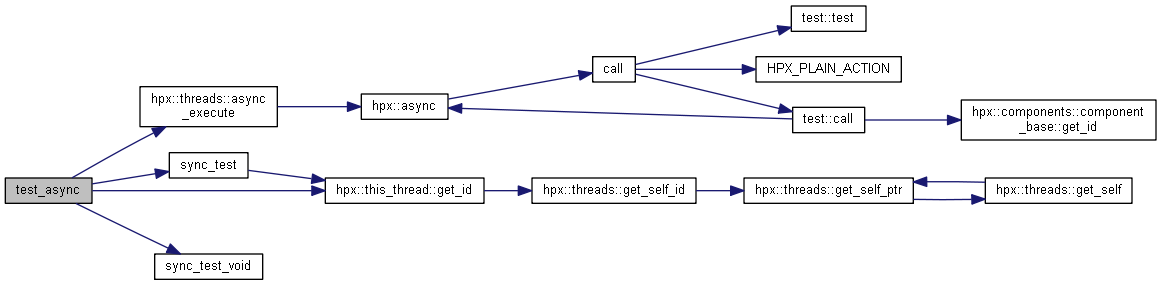 test::test
call
HPX_PLAIN_ACTION
hpx::threads::async
_execute
hpx::async
test::call
hpx::components::component
_base::get_id
sync_test
test_async
hpx::this_thread::get_id
hpx::threads::get_self_id
hpx::threads::get_self_ptr
hpx::threads::get_self
sync_test_void